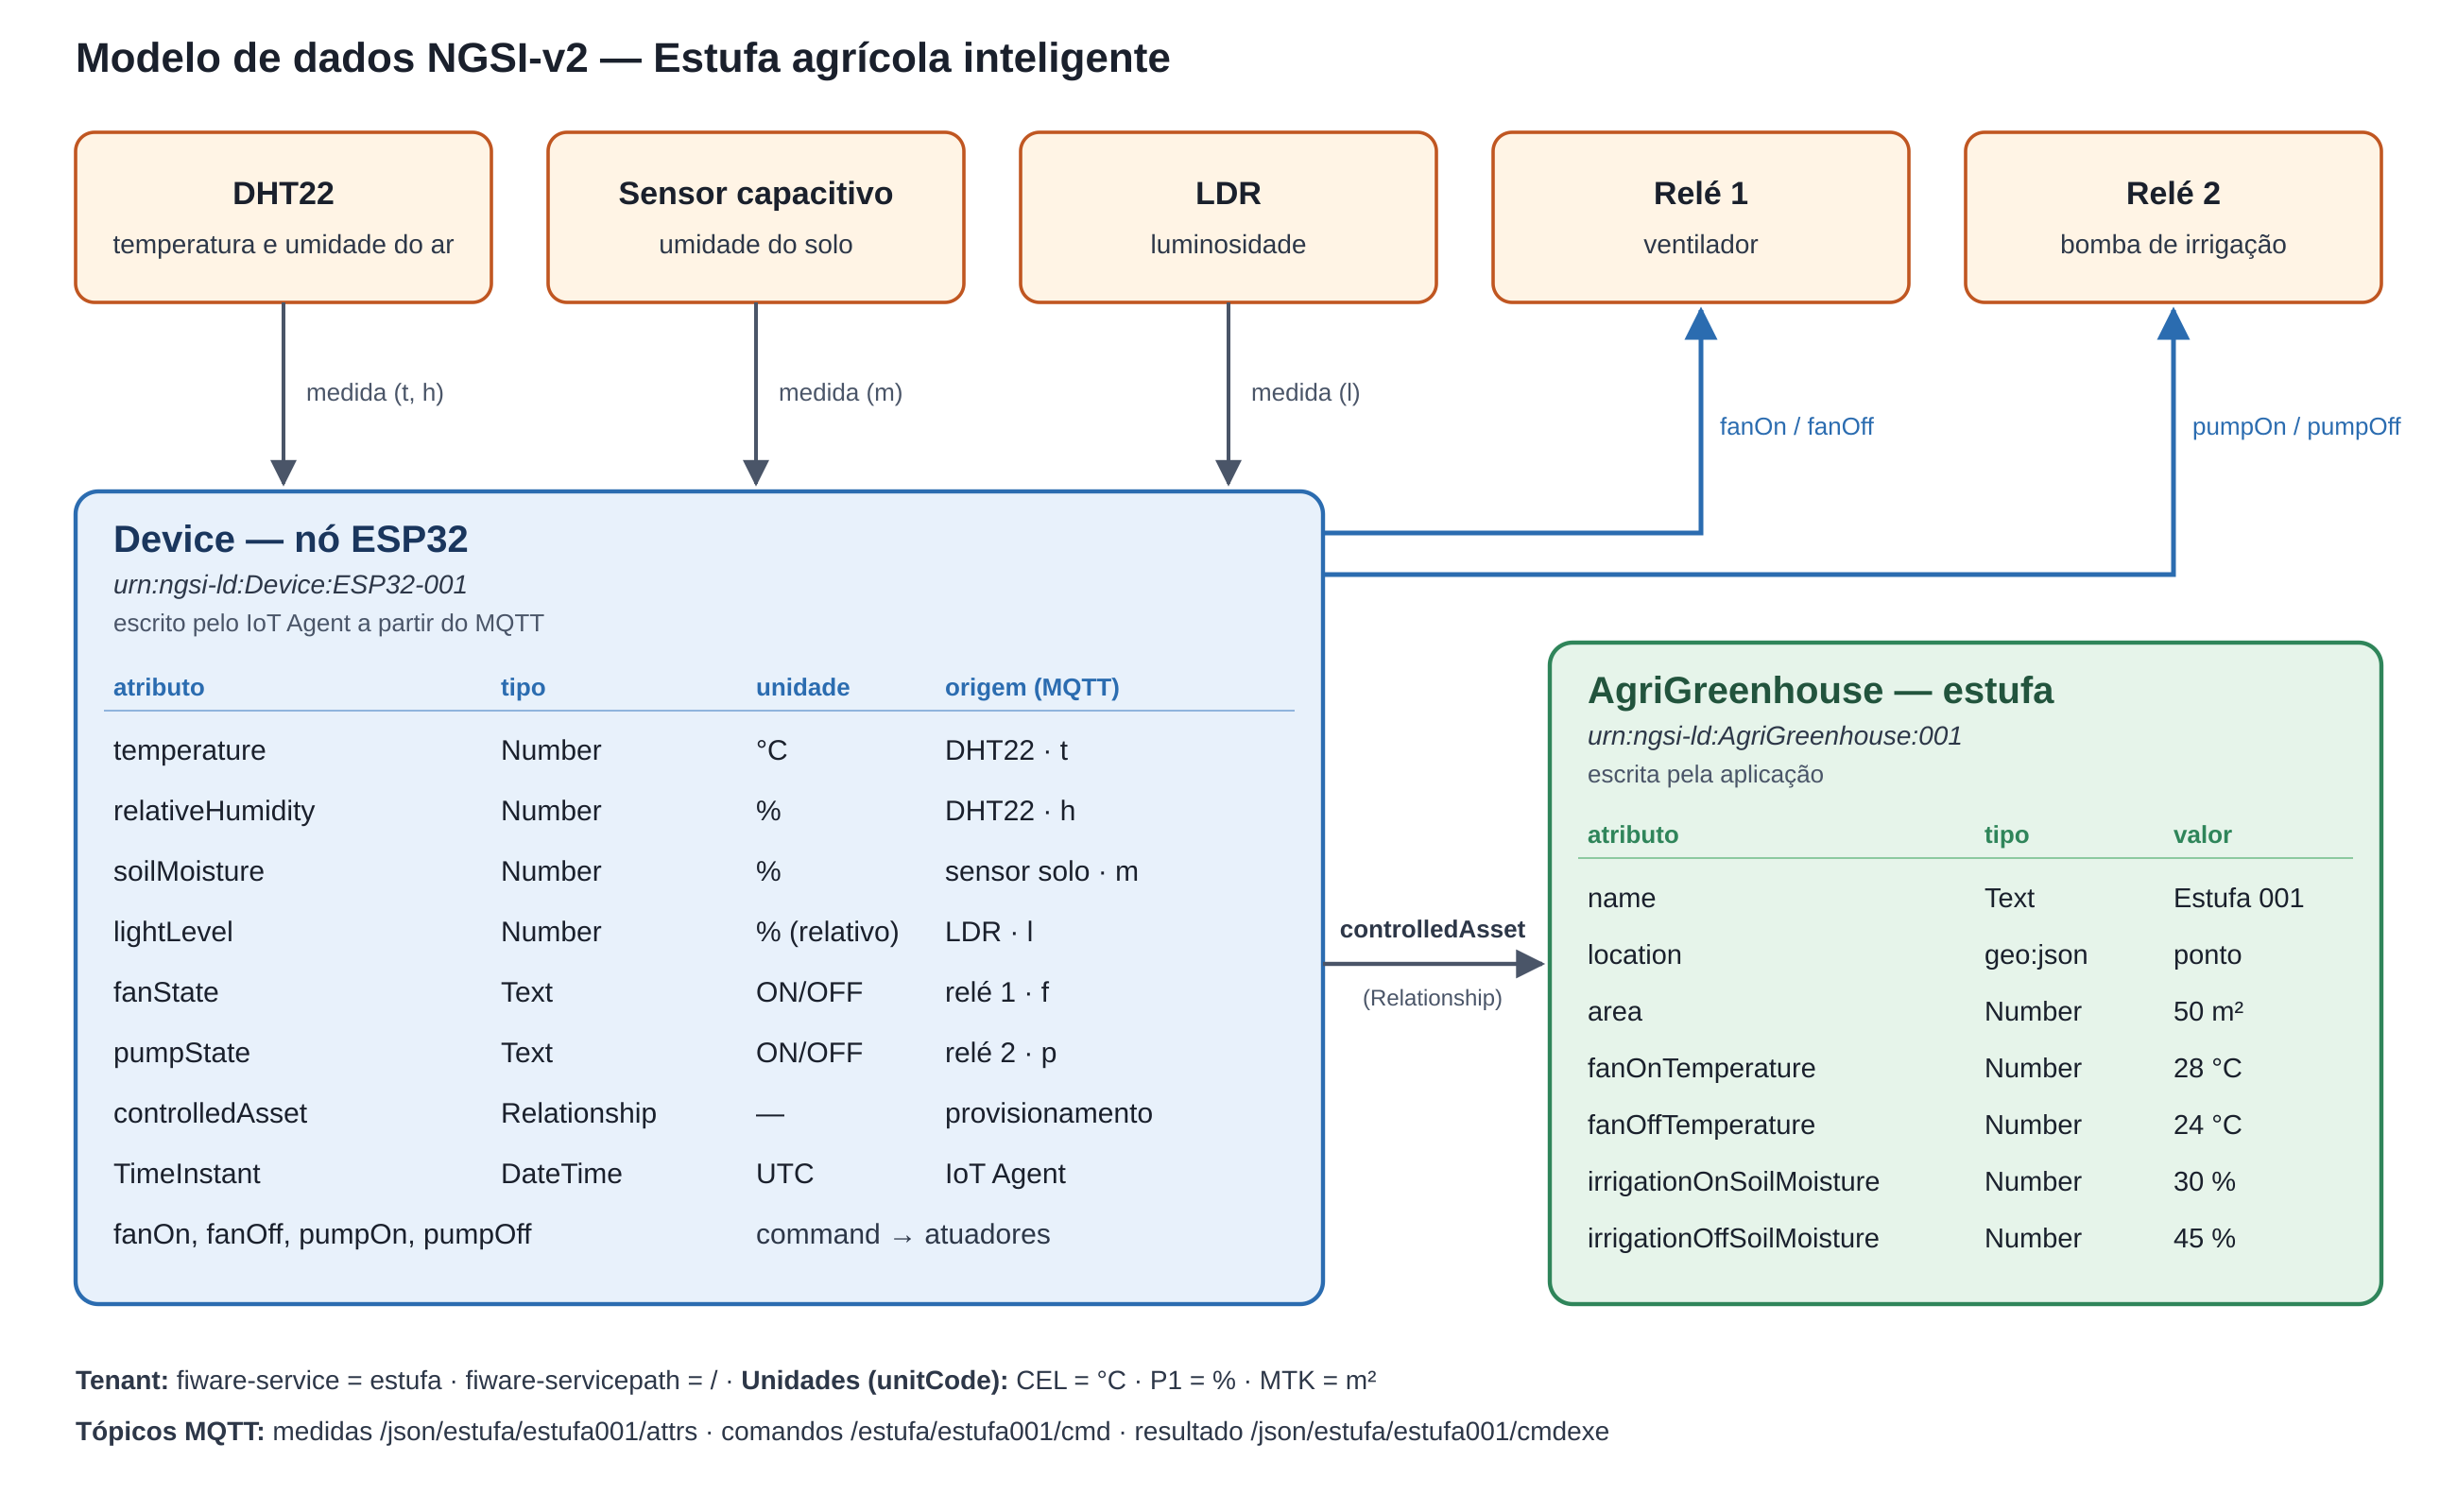 Modelo de dados NGSI-v2 — Estufa agrícola inteligente
DHT22
temperatura e umidade do ar
Sensor capacitivo
umidade do solo
LDR
luminosidade
Relé 1
ventilador
Relé 2
bomba de irrigação
medida (t, h)
medida (m)
medida (l)
fanOn / fanOff
pumpOn / pumpOff
Device — nó ESP32
urn:ngsi-ld:Device:ESP32-001
escrito pelo IoT Agent a partir do MQTT
atributo tipo unidade origem (MQTT)
temperature Number °C DHT22 · t
relativeHumidity Number % DHT22 · h
soilMoisture Number % sensor solo · m
lightLevel Number % (relativo) LDR · l
fanState Text ON/OFF relé 1 · f
pumpState Text ON/OFF relé 2 · p
controlledAsset Relationship — provisionamento
TimeInstant DateTime UTC IoT Agent
fanOn, fanOff, pumpOn, pumpOff command → atuadores
controlledAsset
(Relationship)
AgriGreenhouse — estufa
urn:ngsi-ld:AgriGreenhouse:001
escrita pela aplicação
atributo tipo valor
name Text Estufa 001
location geo:json ponto
area Number 50 m²
fanOnTemperature Number 28 °C
fanOffTemperature Number 24 °C
irrigationOnSoilMoisture Number 30 %
irrigationOffSoilMoisture Number 45 %
Tenant: fiware-service = estufa · fiware-servicepath = / · Unidades (unitCode): CEL = °C · P1 = % · MTK = m²
Tópicos MQTT: medidas /json/estufa/estufa001/attrs · comandos /estufa/estufa001/cmd · resultado /json/estufa/estufa001/cmdexe